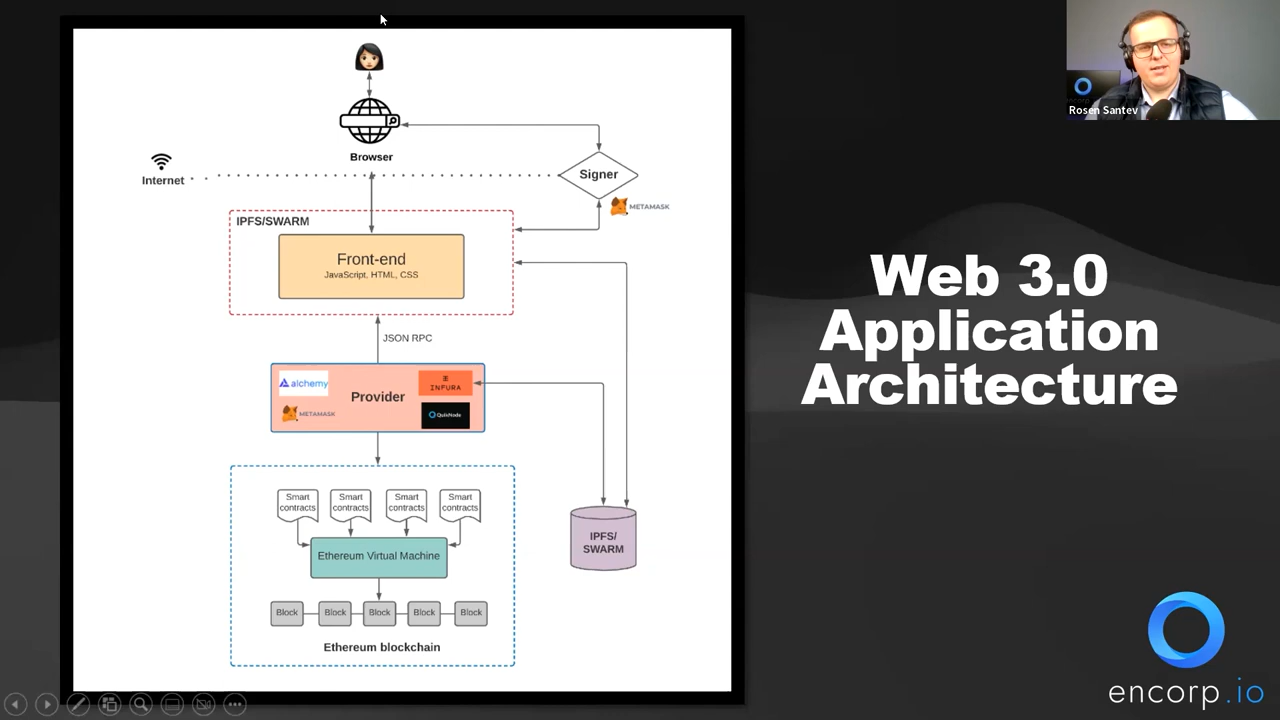 Rosen Santev
Browser
Internet
Signer
METAMASK
IPFS/SWARM
Front-end
JavaScript, HTML, CSS
JSON RPC
alchemy
INFURA
Provider
METAMASK
QuikNode
Smart
contracts
Smart
contracts
Smart
contracts
Smart
contracts
Ethereum Virtual Machine
Block
Block
Block
Block
Block
Ethereum blockchain
IPFS/
SWARM
Web 3.0
Application
Architecture
encorp.io